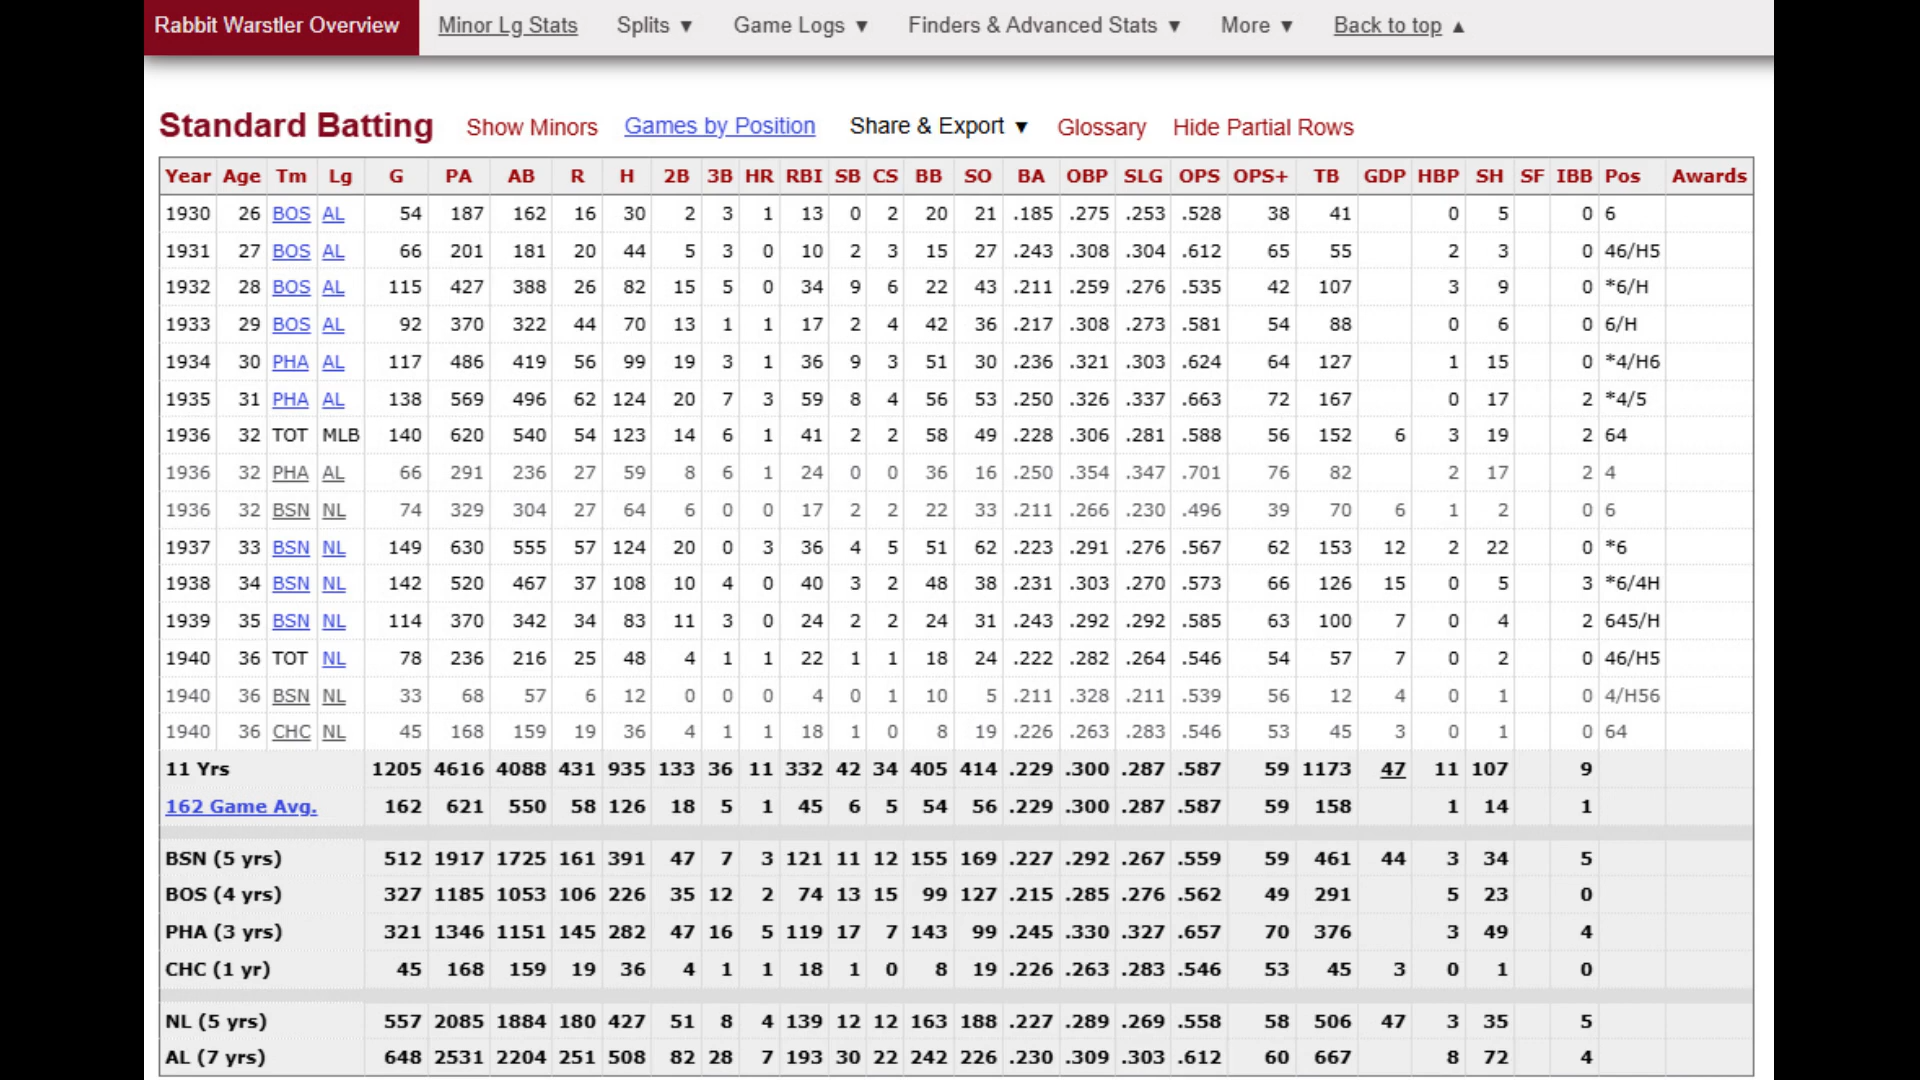 Rabbit Warstler Overview Minor Lg Stats Splits ▼ Game Logs ▼ Finders & Advanced Stats ▼ More ▼ Back to top ▲
Standard Batting Show Minors Games by Position Share & Export ▼ Glossary Hide Partial Rows
Year Age Tm Lg G PA AB R H 2B 3B HR RBI SB CS BB SO BA OBP SLG OPS OPS+ TB GDP HBP SH SF IBB Pos Awards
1930 26 BOS AL 54 187 162 16 30 2 3 1 13 0 2 20 21 .185 .275 .253 .528 38 41 0 5 0 6
1931 27 BOS AL 66 201 181 20 44 5 3 0 10 2 3 15 27 .243 .308 .304 .612 65 55 2 3 0 46/H5
1932 28 BOS AL 115 427 388 26 82 15 5 0 34 9 6 22 43 .211 .259 .276 .535 42 107 3 9 0 *6/H
1933 29 BOS AL 92 370 322 44 70 13 1 1 17 2 4 42 36 .217 .308 .273 .581 54 88 0 6 0 6/H
1934 30 PHA AL 117 486 419 56 99 19 3 1 36 9 3 51 30 .236 .321 .303 .624 64 127 1 15 0 *4/H6
1935 31 PHA AL 138 569 496 62 124 20 7 3 59 8 4 56 53 .250 .326 .337 .663 72 167 0 17 2 *4/5
1936 32 TOT MLB 140 620 540 54 123 14 6 1 41 2 2 58 49 .228 .306 .281 .588 56 152 6 3 19 2 64
1936 32 PHA AL 66 291 236 27 59 8 6 1 24 0 0 36 16 .250 .354 .347 .701 76 82 2 17 2 4
1936 32 BSN NL 74 329 304 27 64 6 0 0 17 2 2 22 33 .211 .266 .230 .496 39 70 6 1 2 0 6
1937 33 BSN NL 149 630 555 57 124 20 0 3 36 4 5 51 62 .223 .291 .276 .567 62 153 12 2 22 0 *6
1938 34 BSN NL 142 520 467 37 108 10 4 0 40 3 2 48 38 .231 .303 .270 .573 66 126 15 0 5 3 *6/4H
1939 35 BSN NL 114 370 342 34 83 11 3 0 24 2 2 24 31 .243 .292 .292 .585 63 100 7 0 4 2 645/H
1940 36 TOT NL 78 236 216 25 48 4 1 1 22 1 1 18 24 .222 .282 .264 .546 54 57 7 0 2 0 46/H5
1940 36 BSN NL 33 68 57 6 12 0 0 0 4 0 1 10 5 .211 .328 .211 .539 56 12 4 0 1 0 4/H56
1940 36 CHC NL 45 168 159 19 36 4 1 1 18 1 0 8 19 .226 .263 .283 .546 53 45 3 0 1 0 64
11 Yrs 1205 4616 4088 431 935 133 36 11 332 42 34 405 414 .229 .300 .287 .587 59 1173 47 11 107 9
162 Game Avg. 162 621 550 58 126 18 5 1 45 6 5 54 56 .229 .300 .287 .587 59 158 1 14 1
BSN (5 yrs) 512 1917 1725 161 391 47 7 3 121 11 12 155 169 .227 .292 .267 .559 59 461 44 3 34 5
BOS (4 yrs) 327 1185 1053 106 226 35 12 2 74 13 15 99 127 .215 .285 .276 .562 49 291 5 23 0
PHA (3 yrs) 321 1346 1151 145 282 47 16 5 119 17 7 143 99 .245 .330 .327 .657 70 376 3 49 4
CHC (1 yr) 45 168 159 19 36 4 1 1 18 1 0 8 19 .226 .263 .283 .546 53 45 3 0 1 0
NL (5 yrs) 557 2085 1884 180 427 51 8 4 139 12 12 163 188 .227 .289 .269 .558 58 506 47 3 35 5
AL (7 yrs) 648 2531 2204 251 508 82 28 7 193 30 22 242 226 .230 .309 .303 .612 60 667 8 72 4